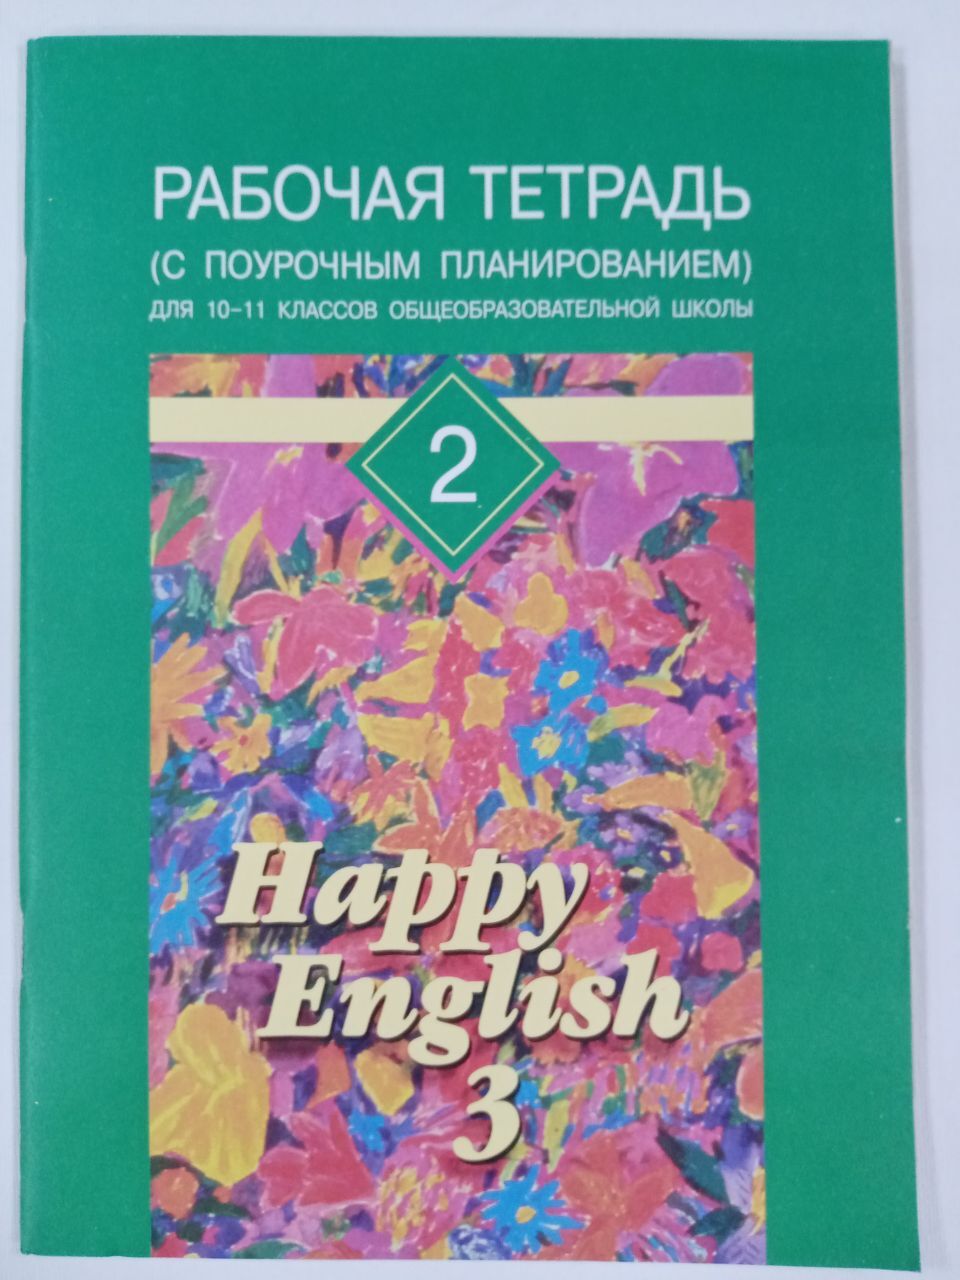 РАБОЧАЯ ТЕТРАДЬ
(С ПОУРОЧНЫМ ПЛАНИРОВАНИЕМ)
ДЛЯ 10-11 КЛАССОВ ОБЩЕОБРАЗОВАТЕЛЬНОЙ ШКОЛЫ
2
Happy
English
3